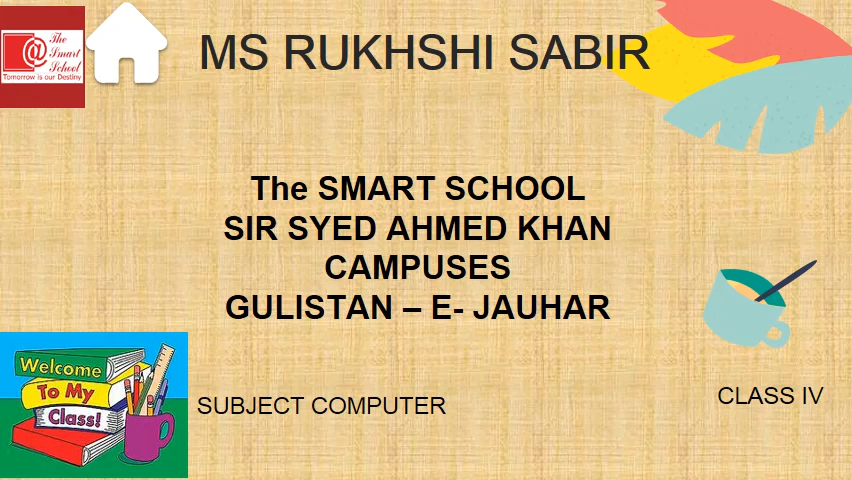 The
Smart
School
Tomorrow is our Destiny
MS RUKHSHI SABIR
The SMART SCHOOL
SIR SYED AHMED KHAN
CAMPUSES
GULISTAN – E- JAUHAR
Welcome
To My
Class!
SUBJECT COMPUTER
CLASS IV